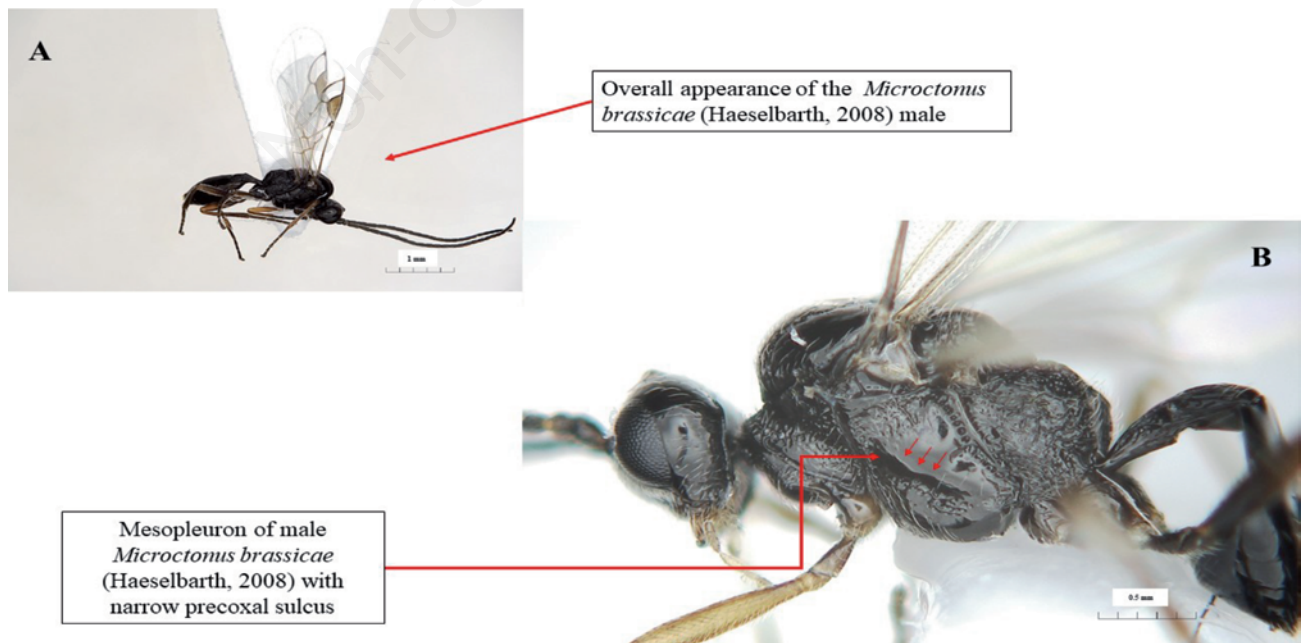 A
Overall appearance of the Microctonus
brassicae (Haeselbarth, 2008) male
1 mm
B
Mesopleuron of male
Microctonus brassicae
(Haeselbarth, 2008) with
narrow precoxal sulcus
0.5 mm